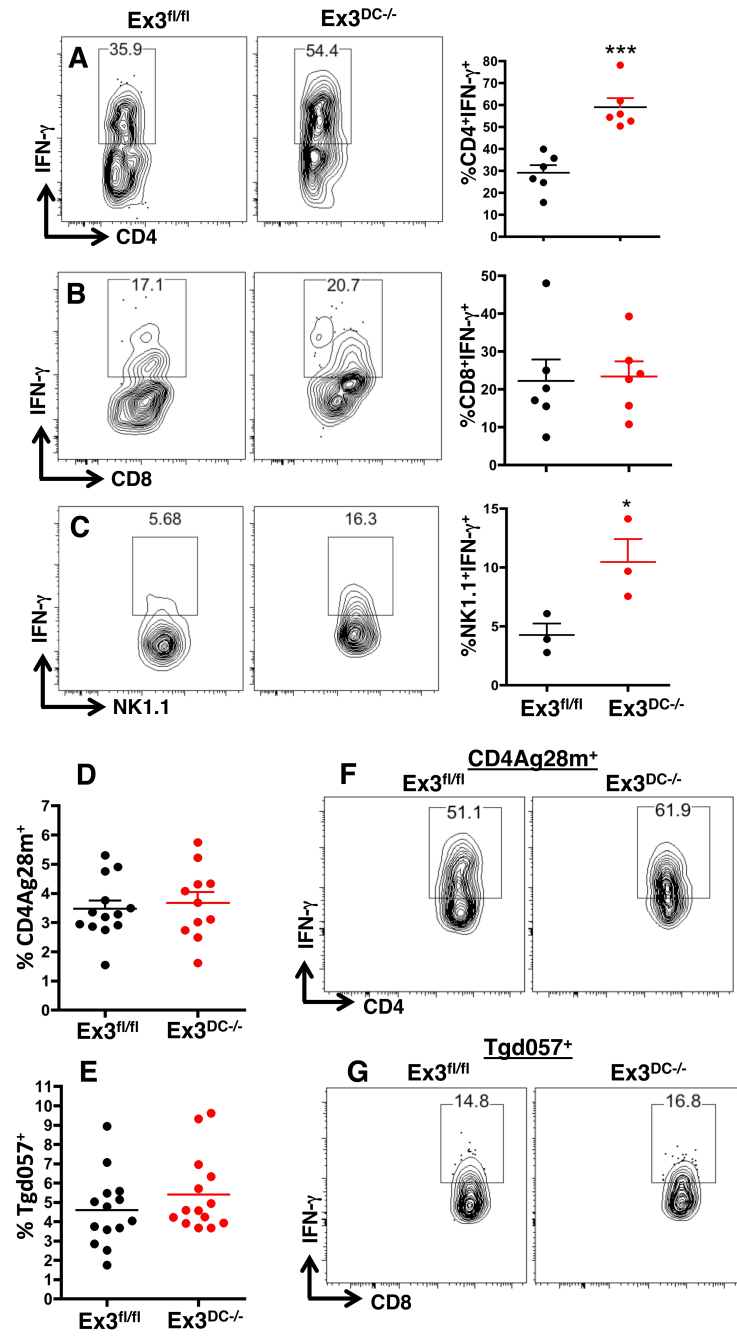 Ex3fl/fl Ex3DC-/-
A
35.9
54.4
IFN-γ
CD4
%CD4+IFN-γ+
***
80
70
60
50
40
30
20
10
0
B
17.1
20.7
IFN-γ
CD8
%CD8+IFN-γ+
50
40
30
20
10
0
C
5.68
16.3
IFN-γ
NK1.1
%NK1.1+IFN-γ+
*
15
10
5
0
Ex3fl/fl Ex3DC-/-
D
% CD4Ag28m+
7
6
5
4
3
2
1
0
Ex3fl/fl Ex3DC-/-
E
% Tgd057+
11
10
9
8
7
6
5
4
3
2
1
0
Ex3fl/fl Ex3DC-/-
F
CD4Ag28m+
Ex3fl/fl Ex3DC-/-
51.1
61.9
IFN-γ
CD4
Tgd057+
G
Ex3fl/fl Ex3DC-/-
14.8
16.8
IFN-γ
CD8